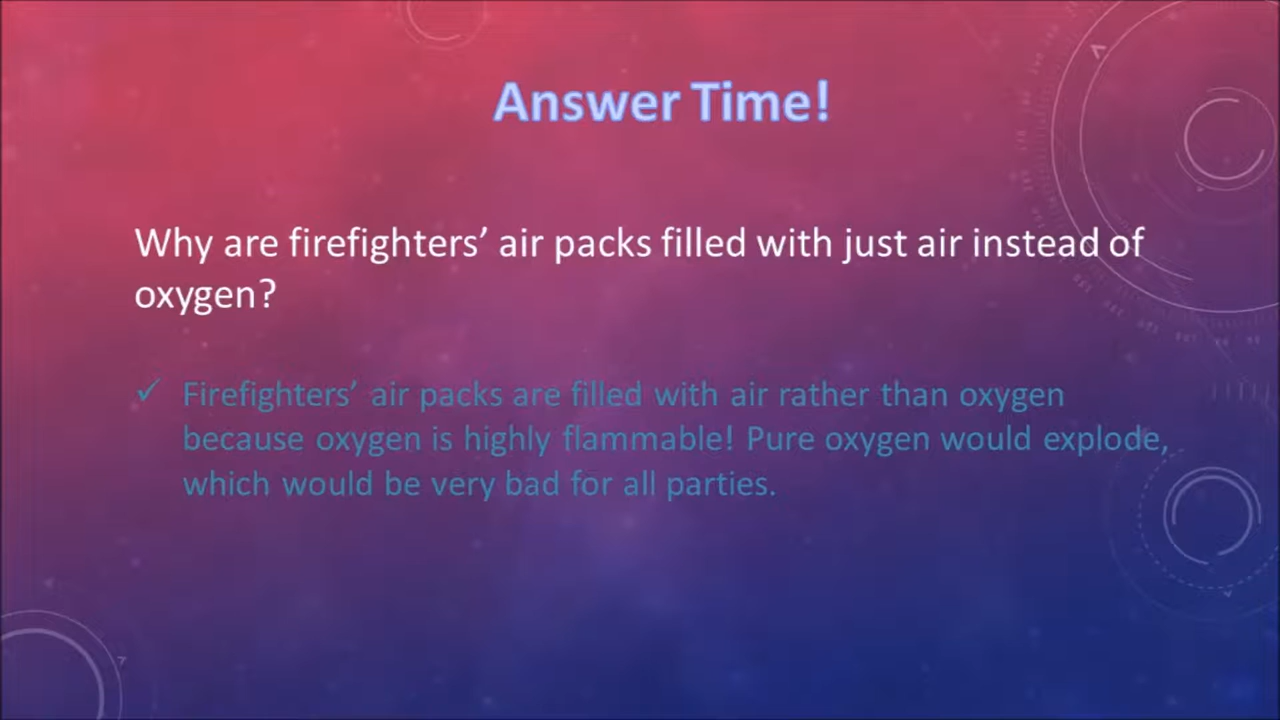 Answer Time!
Why are firefighters’ air packs filled with just air instead of
oxygen?
✓ Firefighters’ air packs are filled with air rather than oxygen
because oxygen is highly flammable! Pure oxygen would explode,
which would be very bad for all parties.